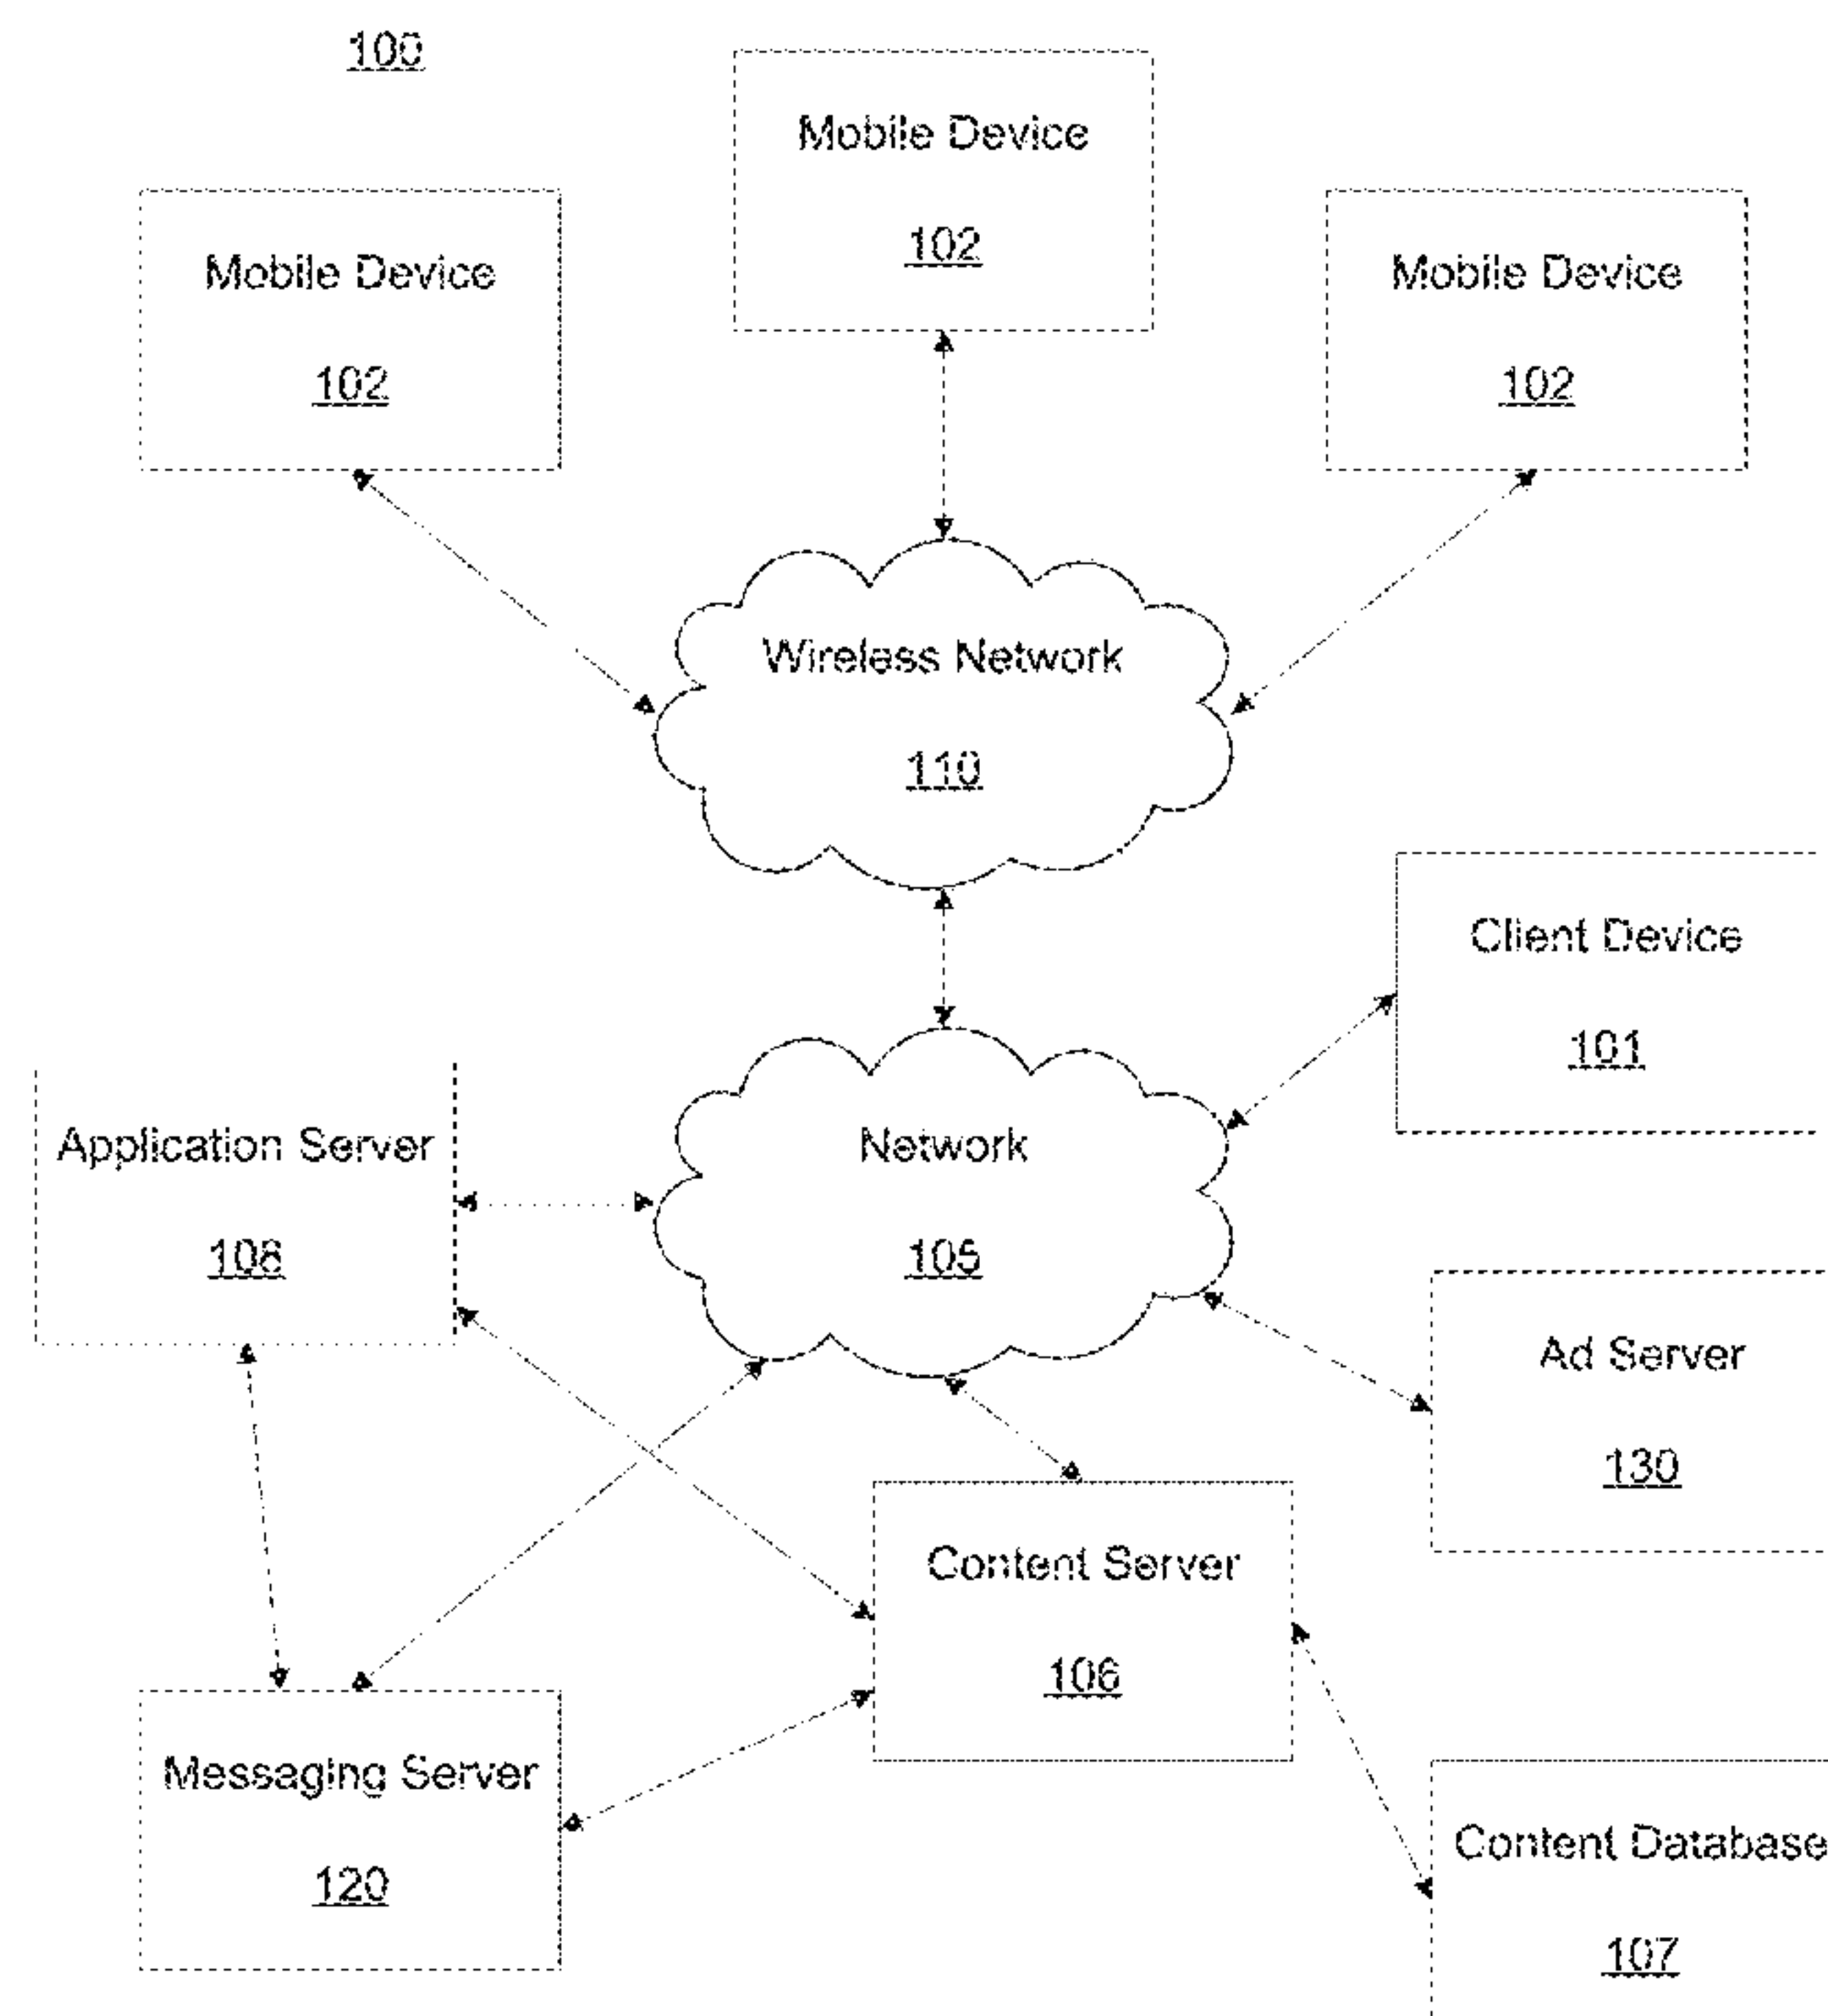 100
Mobile Device
102
Mobile Device
102
Mobile Device
102
Wireless Network
110
Client Device
101
Application Server
108
Network
105
Ad Server
130
Content Server
106
Messaging Server
120
Content Database
107